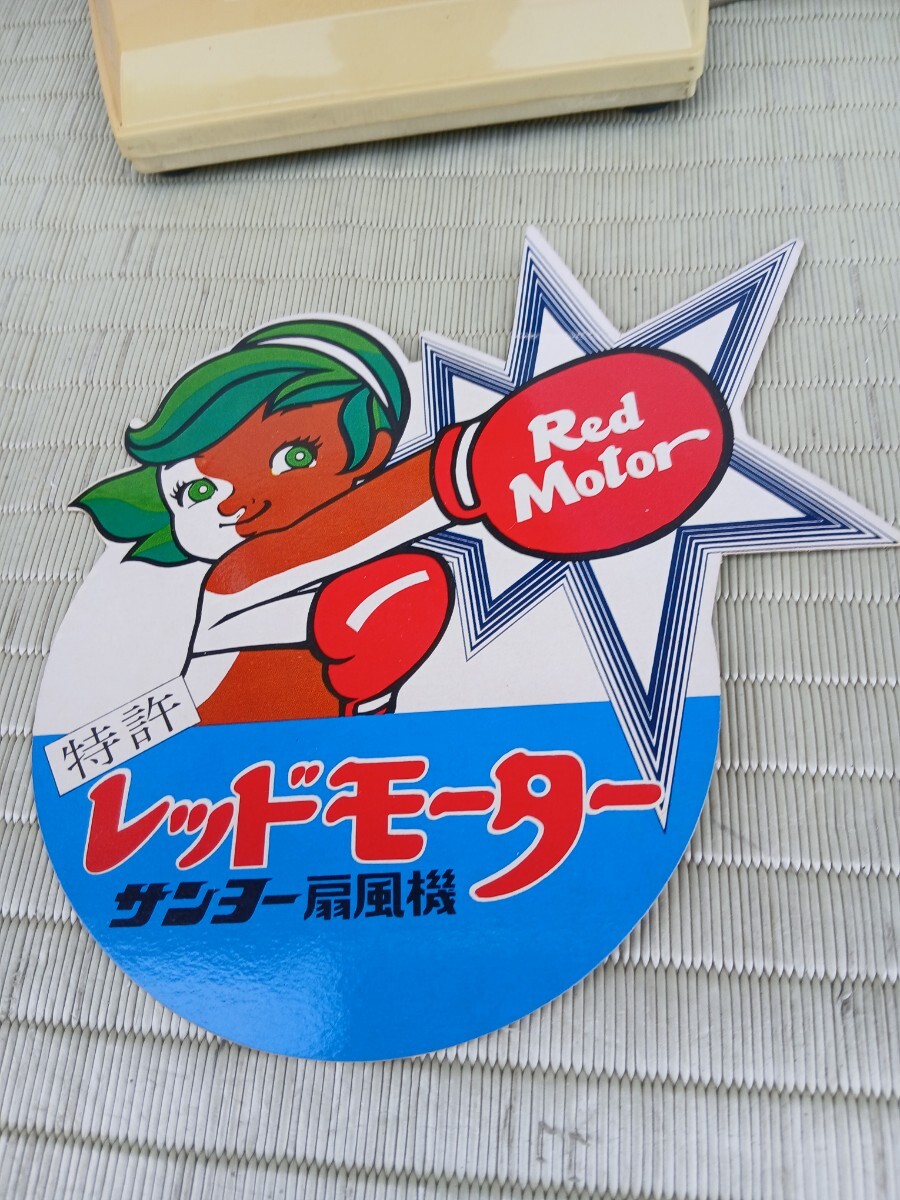 Red
Motor
特許
レッドモーター
サンヨー扇風機